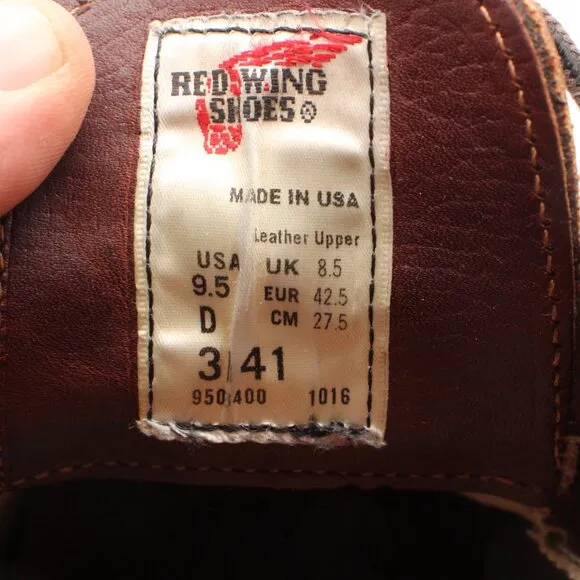 RED WING
SHOES ®
MADE IN USA
Leather Upper
USA UK 8.5
9.5 EUR 42.5
D CM 27.5
3141
950400 1016